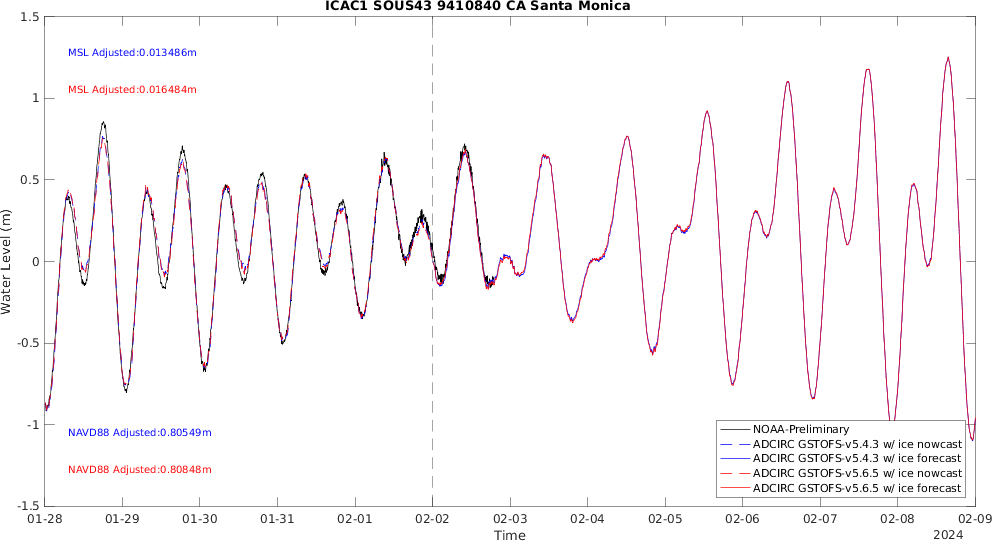 ICAC1 SOUS43 9410840 CA Santa Monica
1.5
1
0.5
0
-0.5
-1
-1.5
Water Level (m)
MSL Adjusted:0.013486m
MSL Adjusted:0.016484m
NAVD88 Adjusted:0.80549m
NAVD88 Adjusted:0.80848m
NOAA-Preliminary
ADCIRC GSTOFS-v5.4.3 w/ ice nowcast
ADCIRC GSTOFS-v5.4.3 w/ ice forecast
ADCIRC GSTOFS-v5.6.5 w/ ice nowcast
ADCIRC GSTOFS-v5.6.5 w/ ice forecast
01-28 01-29 01-30 01-31 02-01 02-02 02-03 02-04 02-05 02-06 02-07 02-08 02-09
Time
2024